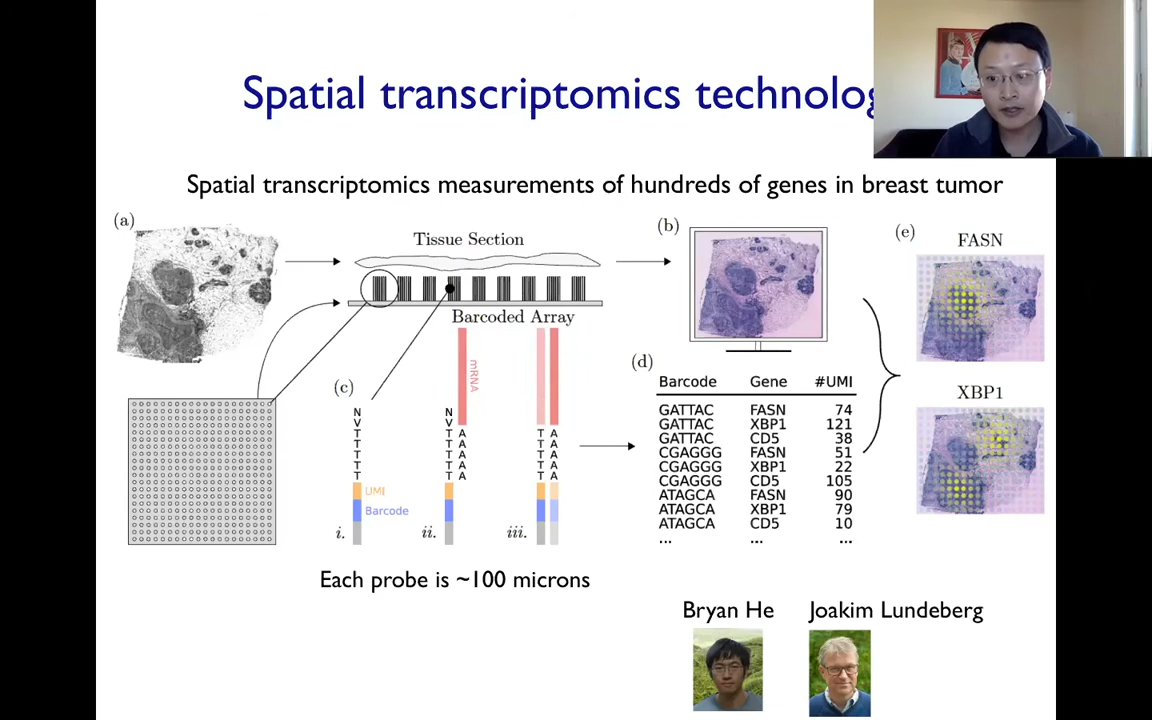 Spatial transcriptomics technolog
Spatial transcriptomics measurements of hundreds of genes in breast tumor
(a)
Tissue Section
Barcoded Array
(b)
(e)
FASN
XBP1
(c)
mRNA
N
V
T
T
T
T
T
UMI
Barcode
i.
N
V
T
T
T
T
T
A
A
A
A
A
ii.
T
T
T
T
T
A
A
A
A
A
iii.
(d)
Barcode Gene #UMI
GATTAC FASN 74
GATTAC XBP1 121
GATTAC CD5 38
CGAGGG FASN 51
CGAGGG XBP1 22
CGAGGG CD5 105
ATAGCA FASN 90
ATAGCA XBP1 79
ATAGCA CD5 10
... ... ...
Each probe is ~100 microns
Bryan He
Joakim Lundeberg